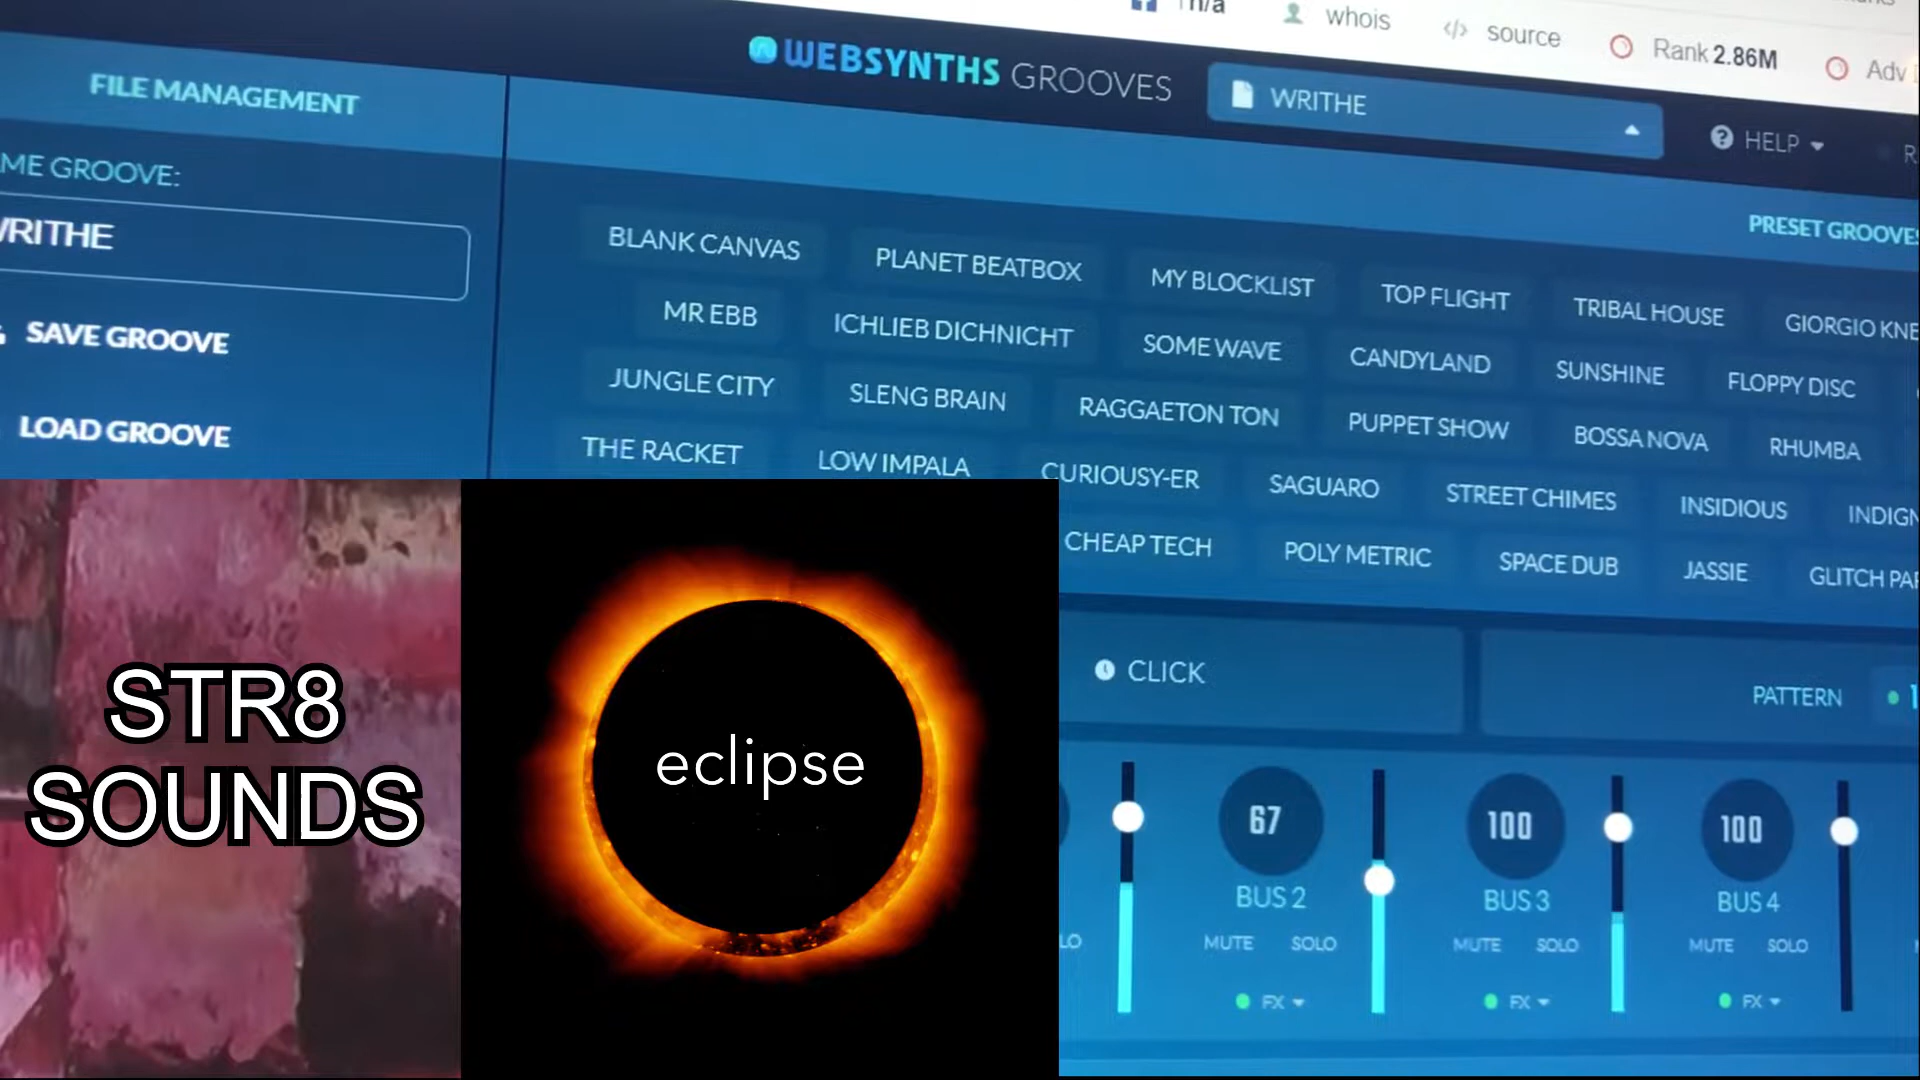 n/a
whois
</> source
Rank 2.86M
Adv
WEBSYNTHS GROOVES
WRITHE
HELP
FILE MANAGEMENT
ME GROOVE:
WRITHE
SAVE GROOVE
LOAD GROOVE
PRESET GROOVES
BLANK CANVAS
PLANET BEATBOX
MY BLOCKLIST
TOP FLIGHT
TRIBAL HOUSE
GIORGIO KNE
MR EBB
ICHLIEB DICHNICHT
SOME WAVE
CANDYLAND
SUNSHINE
FLOPPY DISC
JUNGLE CITY
SLENG BRAIN
RAGGAETON TON
PUPPET SHOW
BOSSA NOVA
RHUMBA
THE RACKET
LOW IMPALA
CURIOUSY-ER
SAGUARO
STREET CHIMES
INSIDIOUS
INDIGN
CHEAP TECH
POLY METRIC
SPACE DUB
JASSIE
GLITCH PA
CLICK
PATTERN
1
67
100
100
BUS 2
BUS 3
BUS 4
LO
MUTE SOLO
MUTE SOLO
MUTE SOLO
FX
FX
FX
STR8
SOUNDS
eclipse